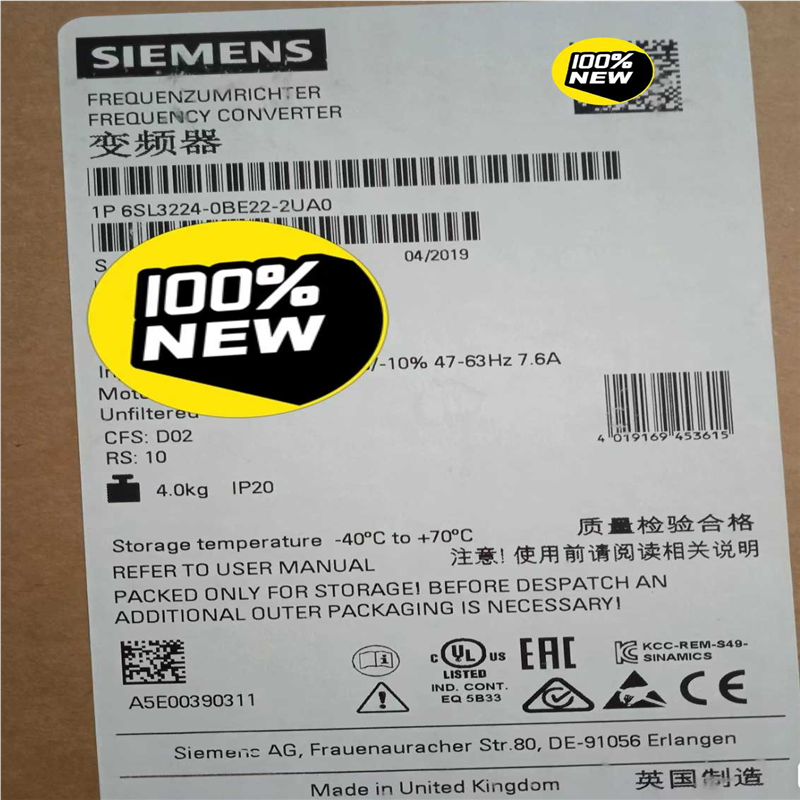 SIEMENS
100%
NEW
FREQUENZUMRICHTER
FREQUENCY CONVERTER
变频器
1P 6SL3224-0BE22-2UA0
S
04/2019
100%
NEW
/-10% 47-63Hz 7.6A
Unfiltered
CFS: D02
RS: 10
4 019169 453615
4.0kg IP20
Storage temperature -40°C to +70°C
质量检验合格
REFER TO USER MANUAL
注意! 使用前请阅读相关说明
PACKED ONLY FOR STORAGE! BEFORE DESPATCH AN
ADDITIONAL OUTER PACKAGING IS NECESSARY!
A5E00390311
i
C UL US
LISTED
IND. CONT.
EQ 5B33
EAC
KCC-REM-S49-
SINAMICS
CE
Siemens AG, Frauenauracher Str.80, DE-91056 Erlangen
Made in United Kingdom
英国制造